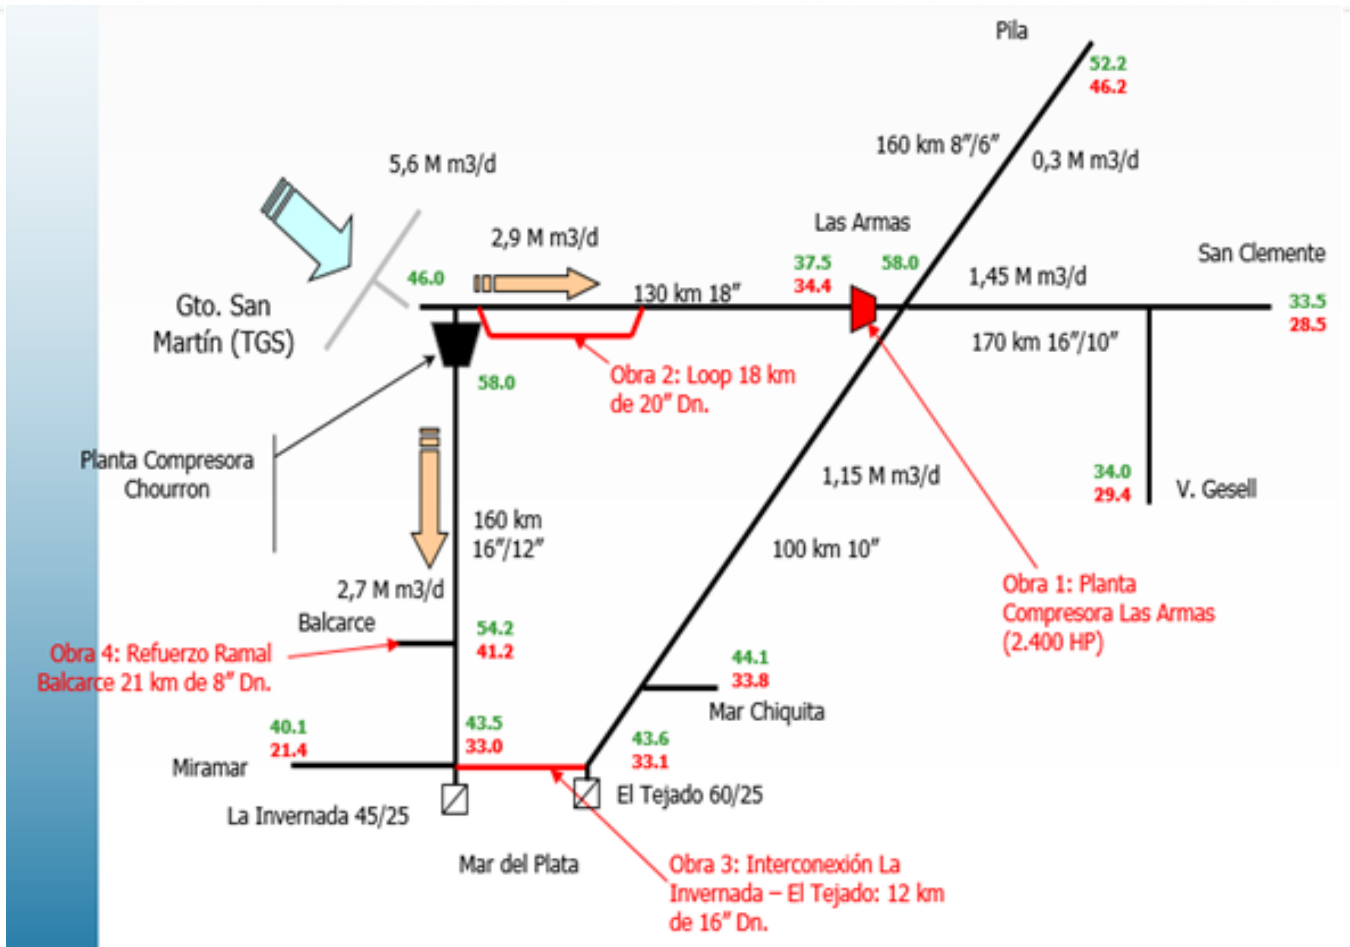 Pila
52.2
46.2
160 km 8"/6"
0,3 M m3/d
5,6 M m3/d
Las Armas
2,9 M m3/d
37.5
34.4
58.0
1,45 M m3/d
San Clemente
46.0
130 km 18"
33.5
28.5
Gto. San
Martín (TGS)
170 km 16"/10"
58.0
Obra 2: Loop 18 km
de 20" Dn.
Planta Compresora
Chourron
1,15 M m3/d
34.0
29.4
V. Gesell
160 km
16"/12"
100 km 10"
2,7 M m3/d
Obra 1: Planta
Compresora Las Armas
(2.400 HP)
Balcarce
54.2
41.2
Obra 4: Refuerzo Ramal
Balcarce 21 km de 8" Dn.
44.1
33.8
Mar Chiquita
40.1
21.4
43.5
33.0
43.6
33.1
Miramar
La Invernada 45/25
El Tejado 60/25
Mar del Plata
Obra 3: Interconexión La
Invernada – El Tejado: 12 km
de 16" Dn.